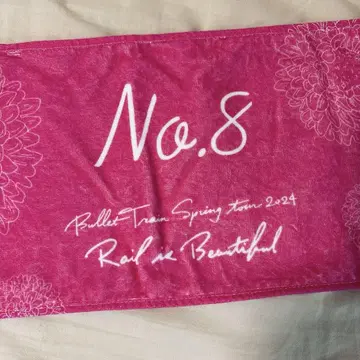 No.8
Bullet Train Spring tour 2024
Rail is Beautiful